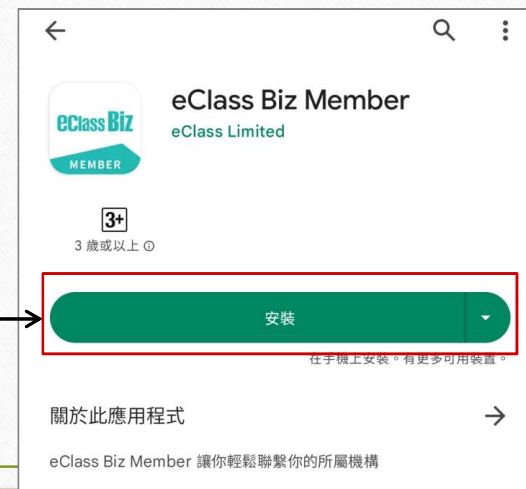 eClass Biz Member
eClass Biz
eClass Limited
MEMBER
3+
3 歲或以上
安裝
在手機上安裝。有更多可用裝置。
關於此應用程式
eClass Biz Member 讓你輕鬆聯繫你的所屬機構